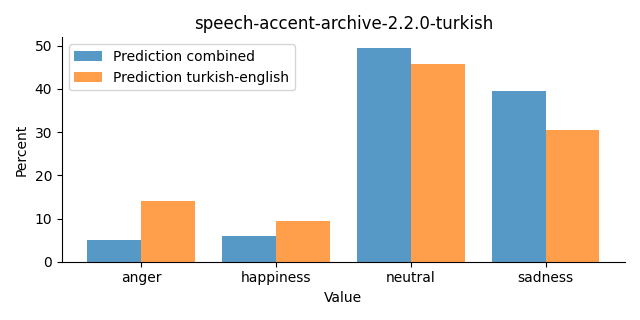 speech-accent-archive-2.2.0-turkish
Prediction combined
Prediction turkish-english
Percent
50
40
30
20
10
0
anger happiness neutral sadness
Value